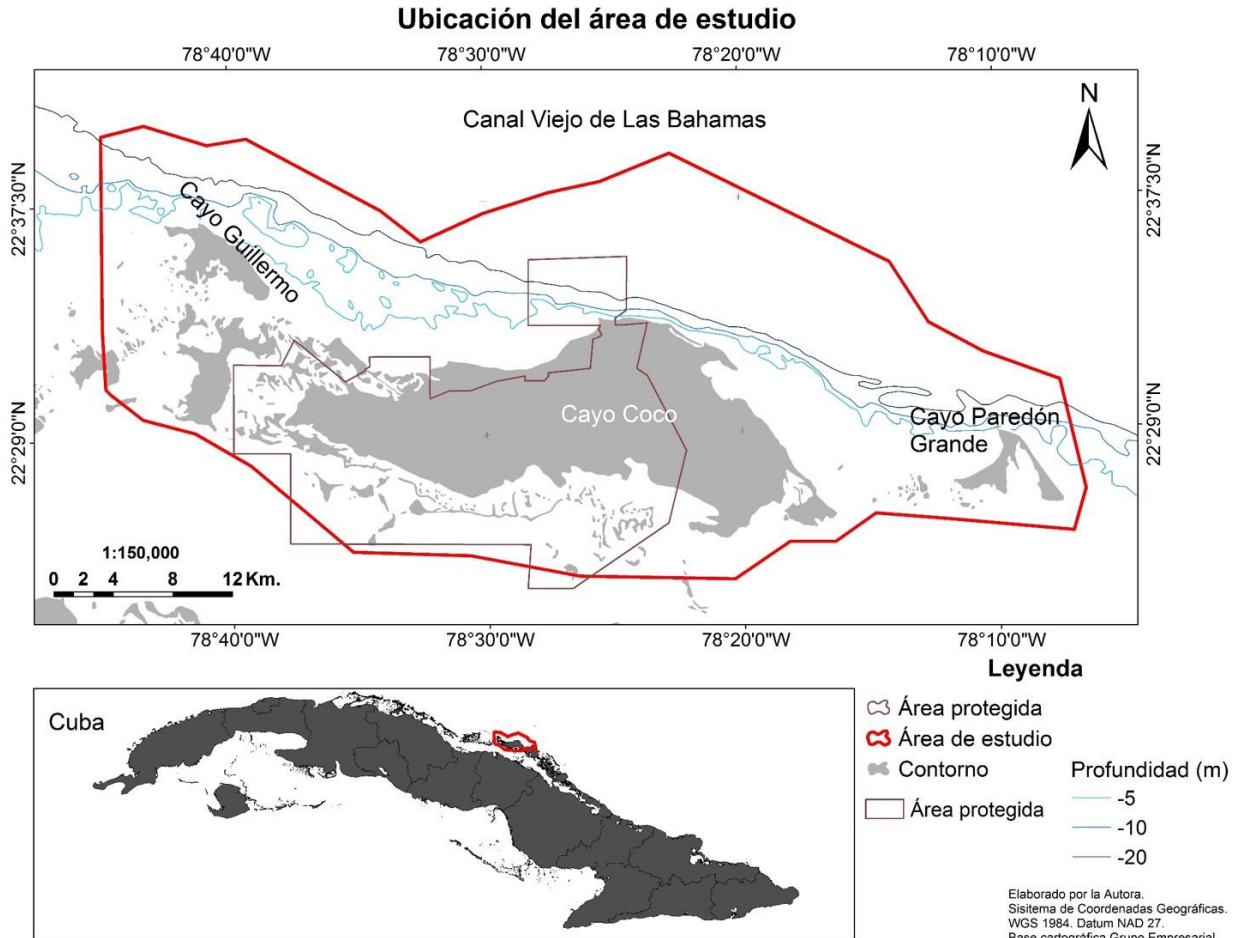 Ubicación del área de estudio
78°40'0"W 78°30'0"W 78°20'0"W 78°10'0"W
N
Canal Viejo de Las Bahamas
22°37'30"N
22°37'30"N
Cayo Guillermo
Cayo Coco
Cayo Paredón
Grande
22°29'0"N
22°29'0"N
1:150,000
0 2 4 8 12 Km.
78°40'0"W 78°30'0"W 78°20'0"W 78°10'0"W
Cuba
Leyenda
Área protegida
Área de estudio
Contorno
Área protegida
Profundidad (m)
-5
-10
-20
Elaborado por la Autora.
Sisitema de Coordenadas Geográficas.
WGS 1984. Datum NAD 27.
Base cartográfica Grupo Empresarial